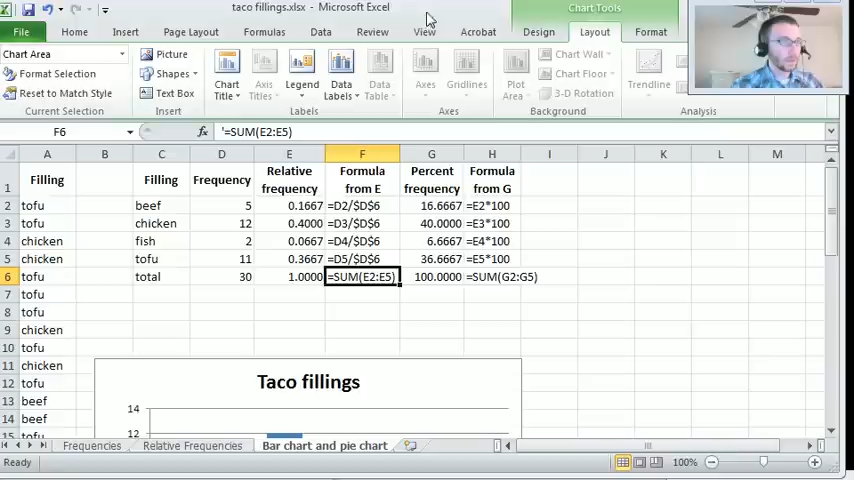 taco fillings.xlsx - Microsoft Excel
Chart Tools
File Home Insert Page Layout Formulas Data Review View Acrobat Design Layout Format
Chart Area
Format Selection
Reset to Match Style
Current Selection
Picture
Shapes
Text Box
Insert
Chart Title
Axis Titles
Legend
Data Labels
Data Table
Labels
Axes
Gridlines
Axes
Plot Area
Chart Wall
Chart Floor
3-D Rotation
Background
Trendline
Analysis
F6 fx '=SUM(E2:E5)
A B C D E F G H I J K L M
1 Filling Filling Frequency Relative frequency Formula from E Percent frequency Formula from G
2 tofu beef 5 0.1667 =D2/$D$6 16.6667 =E2*100
3 tofu chicken 12 0.4000 =D3/$D$6 40.0000 =E3*100
4 chicken fish 2 0.0667 =D4/$D$6 6.6667 =E4*100
5 chicken tofu 11 0.3667 =D5/$D$6 36.6667 =E5*100
6 tofu total 30 1.0000 =SUM(E2:E5) 100.0000 =SUM(G2:G5)
7 tofu
8 tofu
9 chicken
10 tofu
11 chicken
12 tofu
13 beef
14 beef
15 tofu
Taco fillings
14
12
Frequencies Relative Frequencies Bar chart and pie chart
Ready 100%